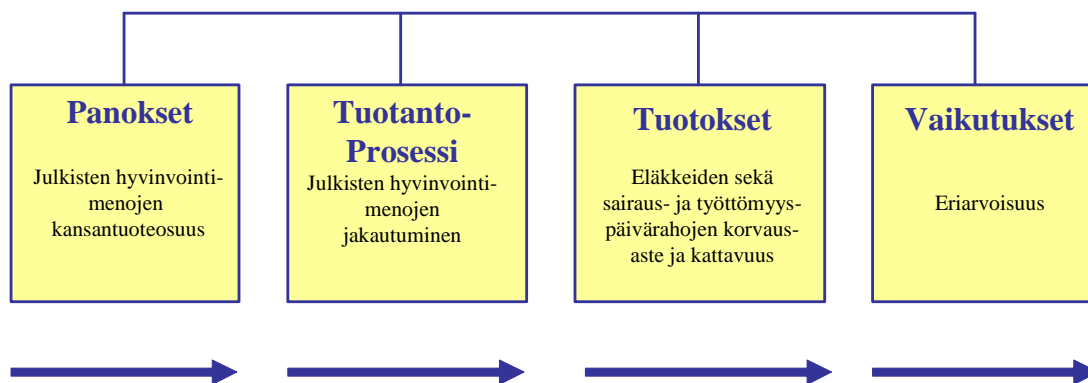 Panokset
Julkisten hyvinvointi-
menojen
kansantuoteosuus
Tuotanto-
Prosessi
Julkisten hyvinvointi-
menojen
jakautuminen
Tuotokset
Eläkkeiden sekä
sairaus- ja työttömyys-
päivärahojen korvaus-
aste ja kattavuus
Vaikutukset
Eriarvoisuus